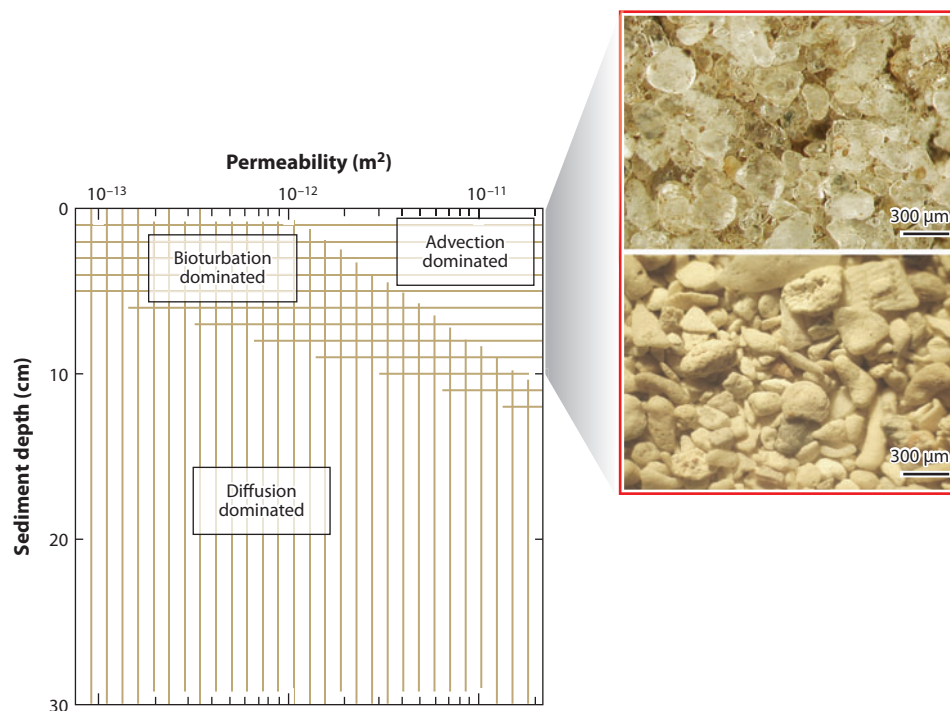 Permeability (m²)
10⁻¹³
10⁻¹²
10⁻¹¹
0
10
20
30
Sediment depth (cm)
Bioturbation
dominated
Advection
dominated
Diffusion
dominated
300 µm
300 µm